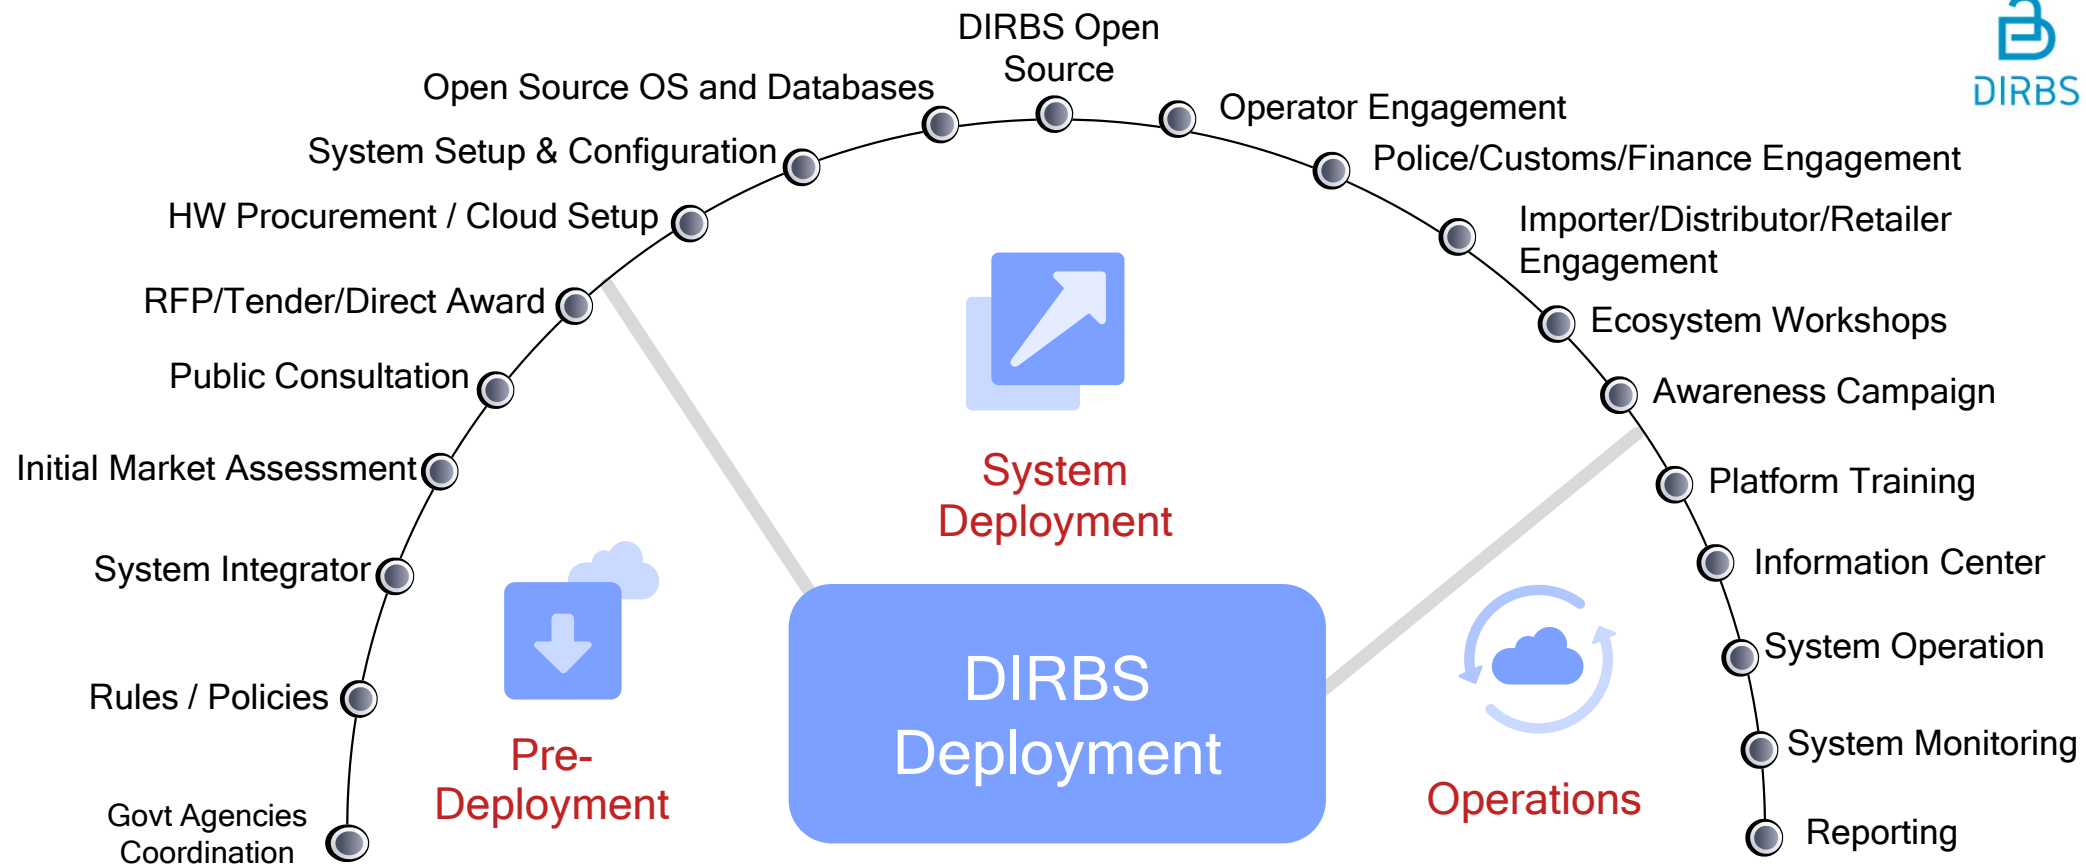 DIRBS Open
Source
DIRBS
Open Source OS and Databases
Operator Engagement
System Setup & Configuration
Police/Customs/Finance Engagement
HW Procurement / Cloud Setup
Importer/Distributor/Retailer
Engagement
RFP/Tender/Direct Award
Ecosystem Workshops
Public Consultation
Awareness Campaign
Initial Market Assessment
System
Deployment
Platform Training
System Integrator
Information Center
Rules / Policies
System Operation
DIRBS
Deployment
Pre-
Deployment
System Monitoring
Operations
Govt Agencies
Coordination
Reporting